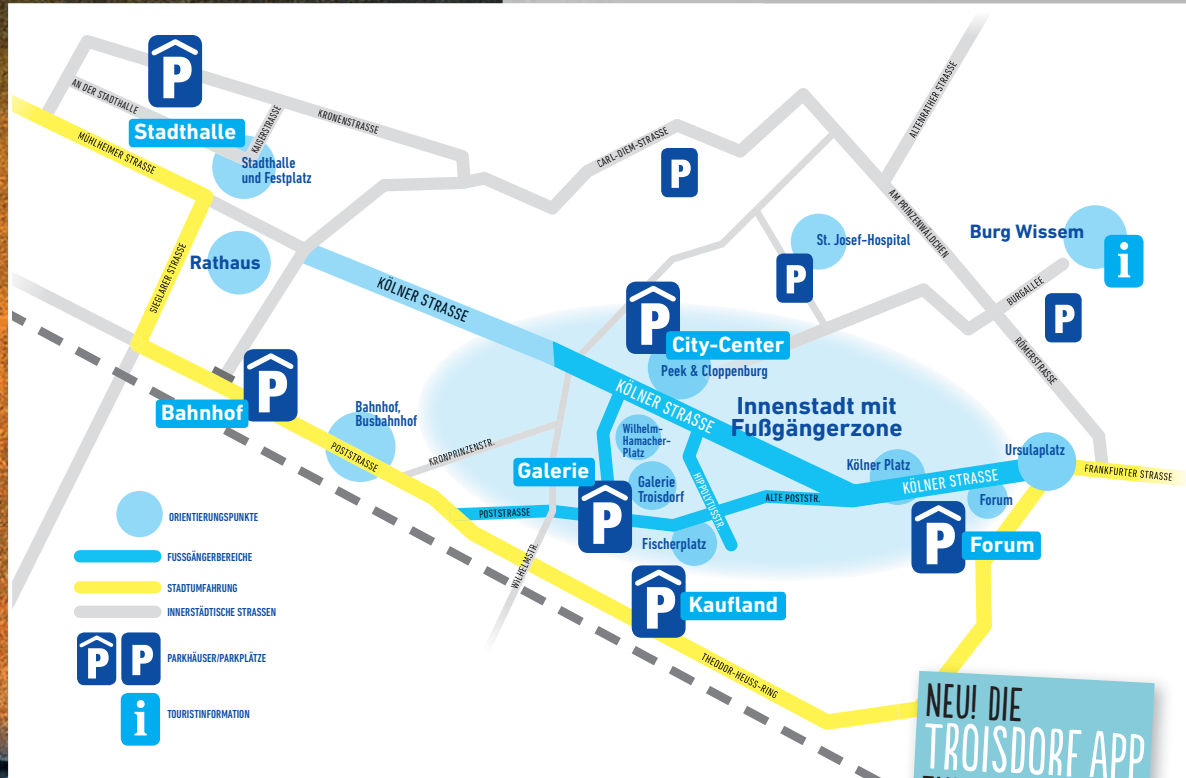 P
AN DER STADTHALLE
Stadthalle
KAISERSTRASSE
KRONENSTRASSE
MÜHLHEIMER STRASSE
Stadthalle
und Festplatz
CARL-DIEM-STRASSE
P
ALTENRATHER STRASSE
AM PRINZENWÄLDCHEN
SIEGLARER STRASSE
Rathaus
KÖLNER STRASSE
St. Josef-Hospital
P
Burg Wissem
i
BURGALLEE
P
RÖMERSTRASSE
P
City-Center
Peek & Cloppenburg
P
Bahnhof
Bahnhof,
Busbahnhof
POSTSTRASSE
KRONPRINZENSTR.
KÖLNER STRASSE
Innenstadt mit
Fußgängerzone
Wilhelm-
Hamacher-
Platz
Galerie
P
Galerie
Troisdorf
HIPPOLYTUSSTR.
Kölner Platz
KÖLNER STRASSE
Ursulaplatz
FRANKFURTER STRASSE
Forum
POSTSTRASSE
ALTE POSTSTR.
Fischerplatz
P
Forum
WILHELMSTR.
P
Kaufland
THEODOR-HEUSS-RING
ORIENTIERUNGSPUNKTE
FUSSGÄNGERBEREICHE
STADTUMFAHRUNG
INNERSTÄDTISCHE STRASSEN
P P PARKHÄUSER/PARKPLÄTZE
i TOURISTINFORMATION
NEU! DIE
TROISDORF APP